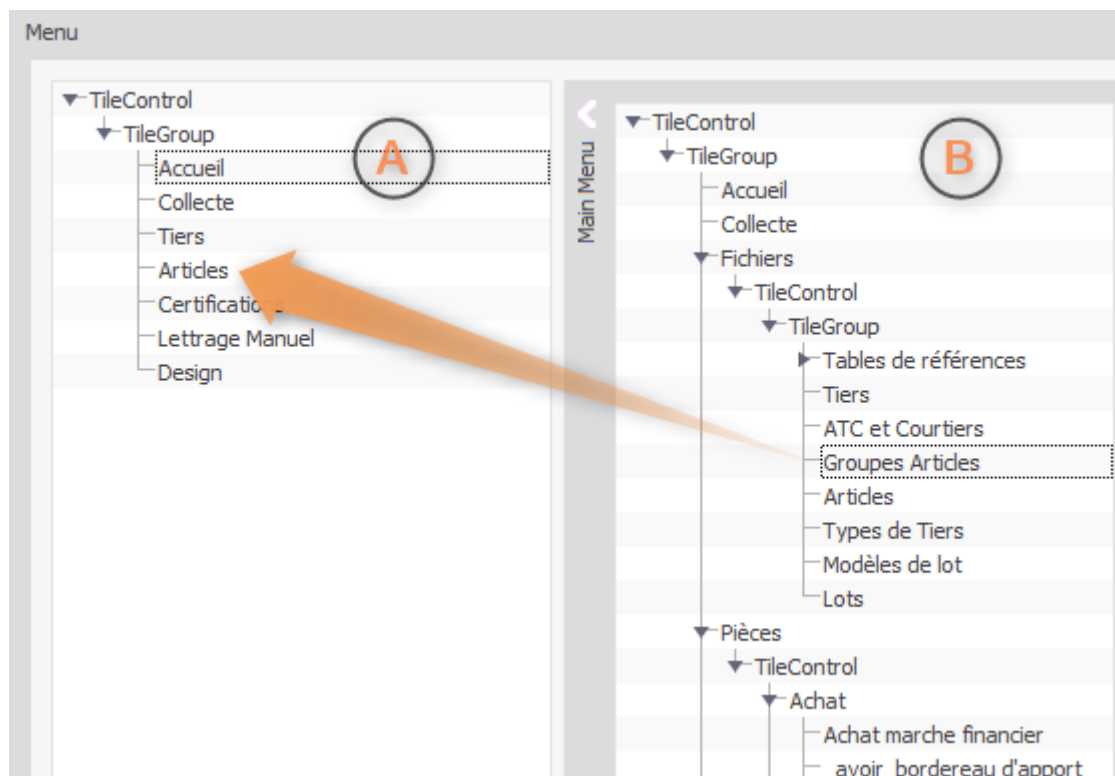 Menu
TileControl
TileGroup
Accueil
Collecte
Tiers
Articles
Certifications
Lettrage Manuel
Design
A
Main Menu
TileControl
TileGroup
Accueil
Collecte
Fichiers
TileControl
TileGroup
Tables de références
Tiers
ATC et Courtiers
Groupes Articles
Articles
Types de Tiers
Modèles de lot
Lots
Pièces
TileControl
Achat
Achat marche financier
avoir bordereau d'apport
B